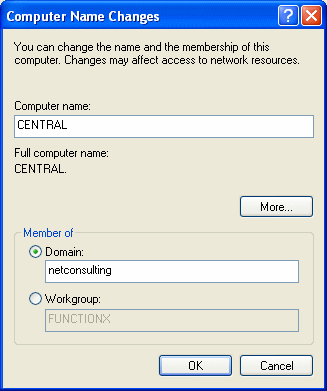 Computer Name Changes
You can change the name and the membership of this
computer. Changes may affect access to network resources.
Computer name:
CENTRAL
Full computer name:
CENTRAL.
More...
Member of
Domain:
netconsulting
Workgroup:
FUNCTIONX
OK
Cancel